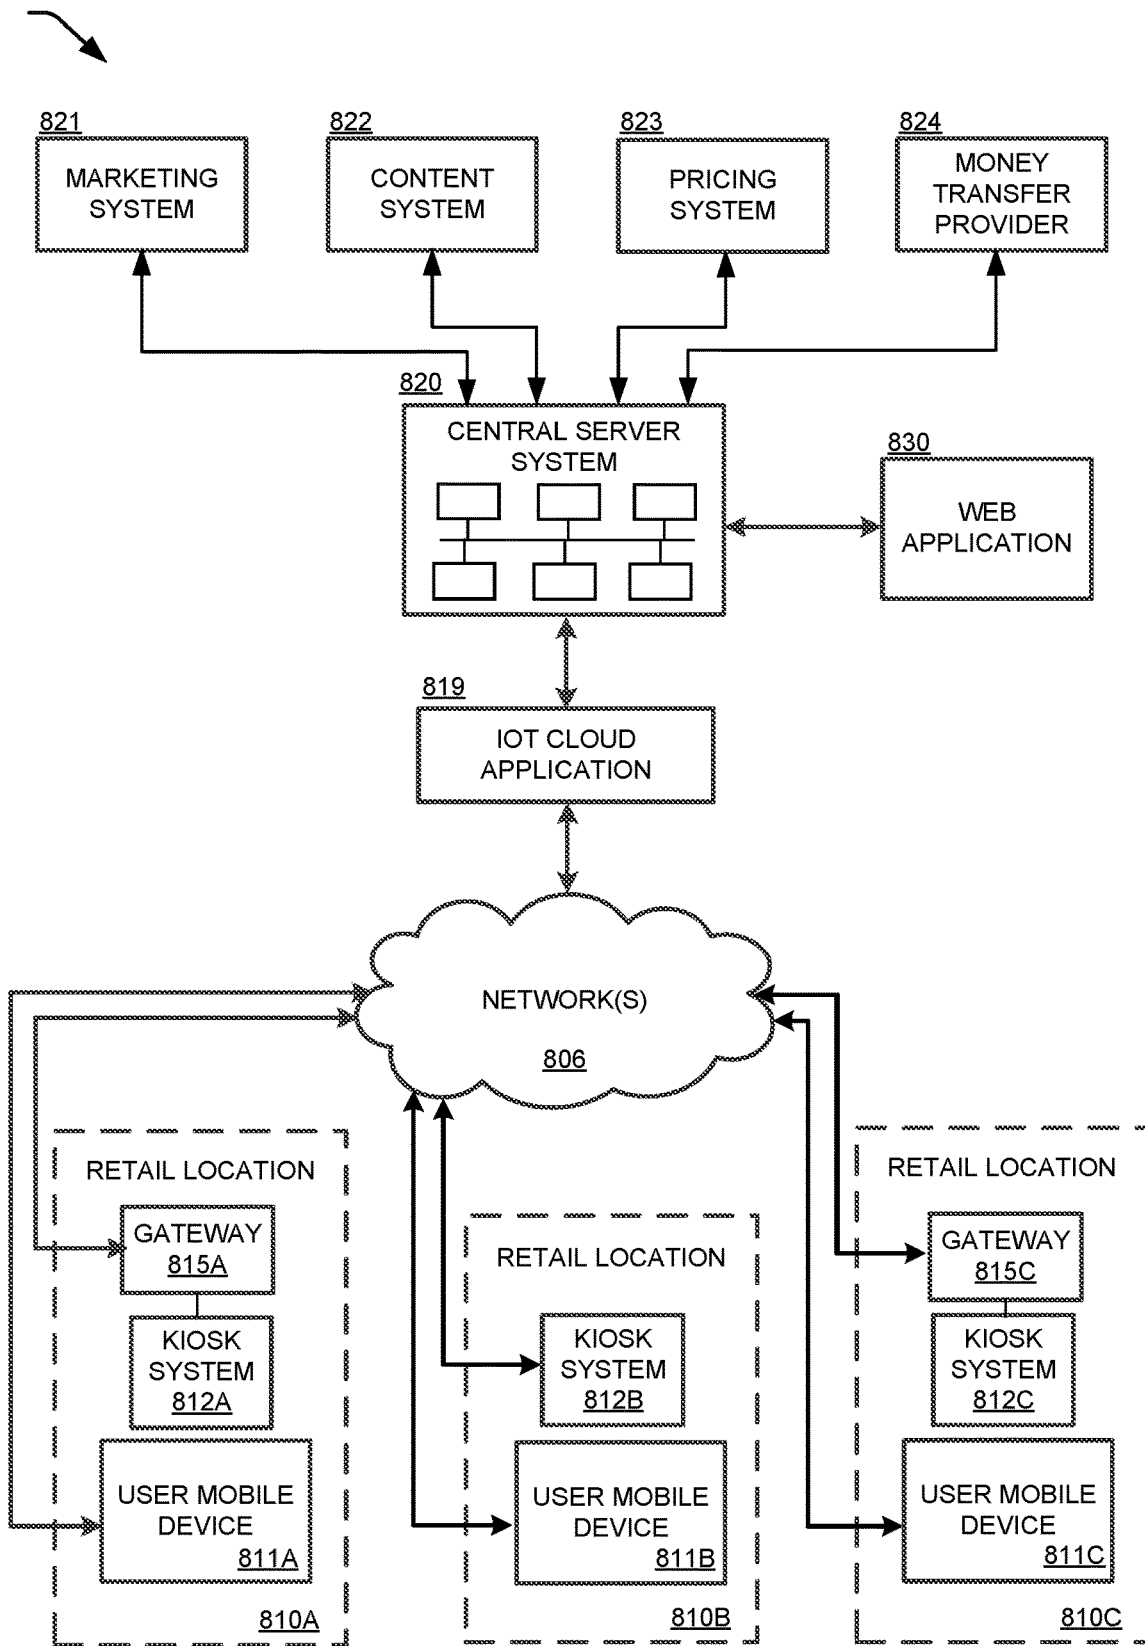 821
MARKETING
SYSTEM
822
CONTENT
SYSTEM
823
PRICING
SYSTEM
824
MONEY
TRANSFER
PROVIDER
820
CENTRAL SERVER
SYSTEM
830
WEB
APPLICATION
819
IOT CLOUD
APPLICATION
NETWORK(S)
806
RETAIL LOCATION
GATEWAY
815A
KIOSK
SYSTEM
812A
USER MOBILE
DEVICE
811A
810A
RETAIL LOCATION
KIOSK
SYSTEM
812B
USER MOBILE
DEVICE
811B
810B
RETAIL LOCATION
GATEWAY
815C
KIOSK
SYSTEM
812C
USER MOBILE
DEVICE
811C
810C